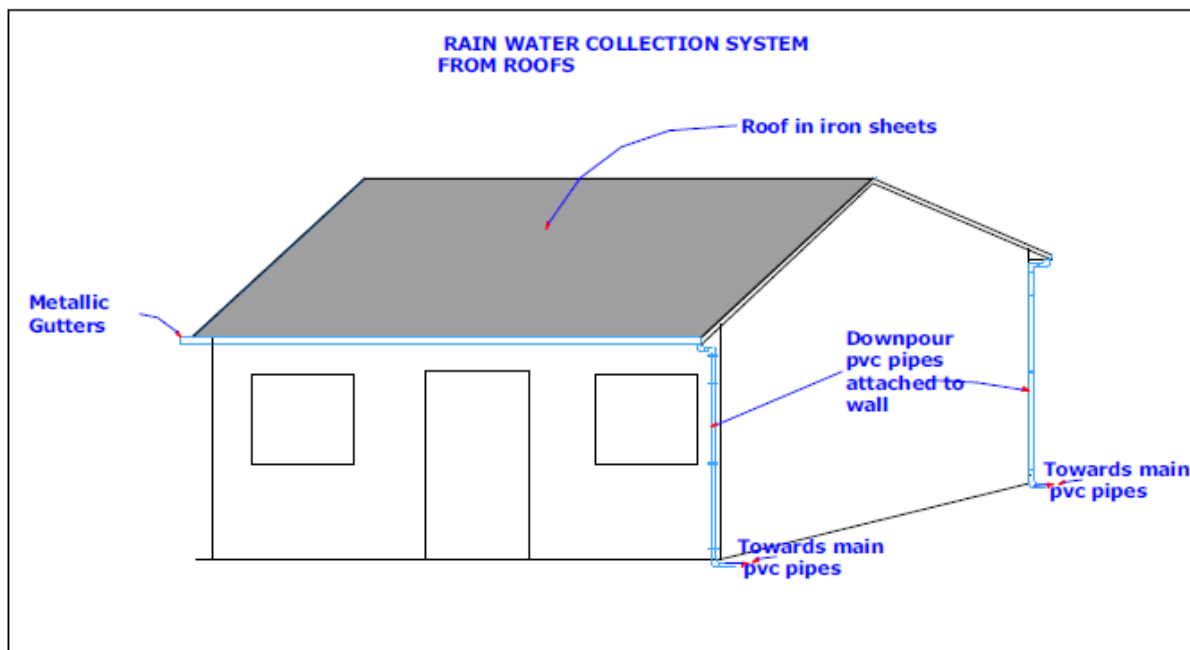 RAIN WATER COLLECTION SYSTEM
FROM ROOFS
Roof in iron sheets
Metallic
Gutters
Downpour
pvc pipes
attached to
wall
Towards main
pvc pipes
Towards main
pvc pipes